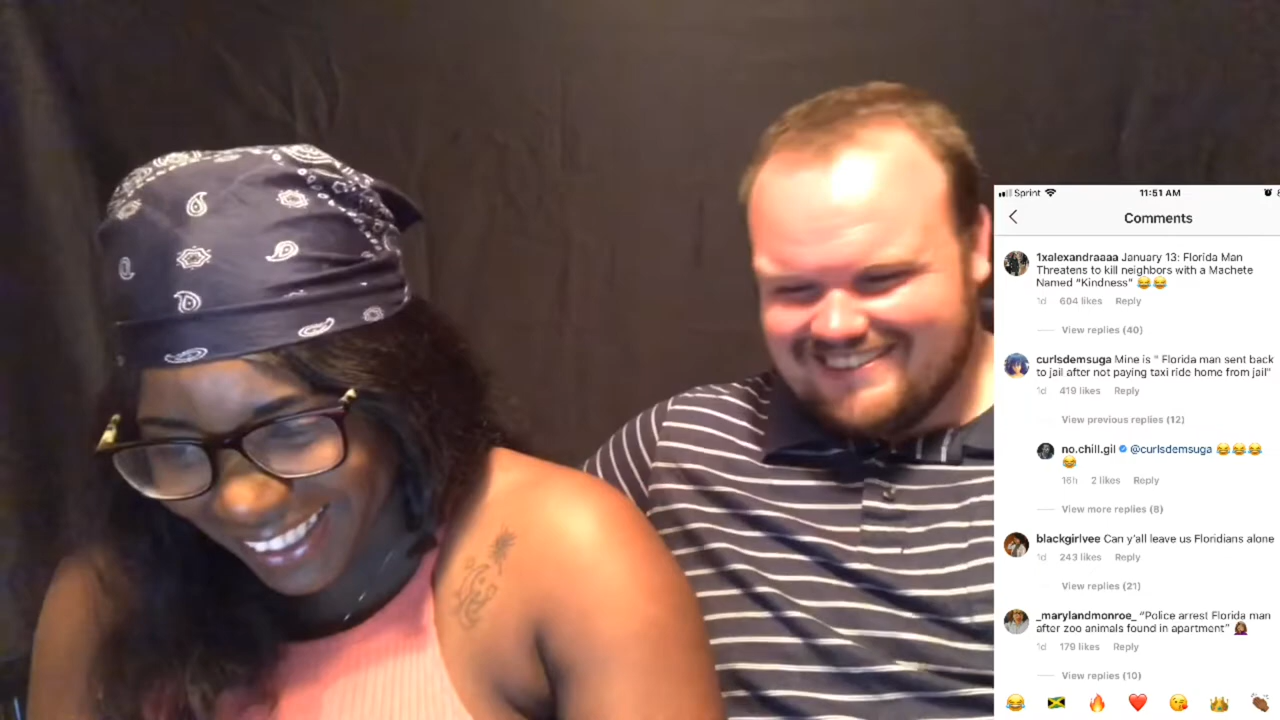 Sprint 11:51 AM
Comments
1xalexandraaaa January 13: Florida Man
Threatens to kill neighbors with a Machete
Named "Kindness" 😂😂
1d 604 likes Reply
View replies (40)
curlsdemsuga Mine is " Florida man sent back
to jail after not paying taxi ride home from jail"
1d 419 likes Reply
View previous replies (12)
no.chill.gil @curlsdemsuga 😂😂😂
😂
16h 2 likes Reply
View more replies (8)
blackgirlvee Can y'all leave us Floridians alone
1d 243 likes Reply
View replies (21)
_marylandmonroe_ "Police arrest Florida man
after zoo animals found in apartment" 🤦🏾‍♀️
1d 179 likes Reply
View replies (10)
😂 🇯🇲 🔥 ❤️ 😘 👑 👏🏾